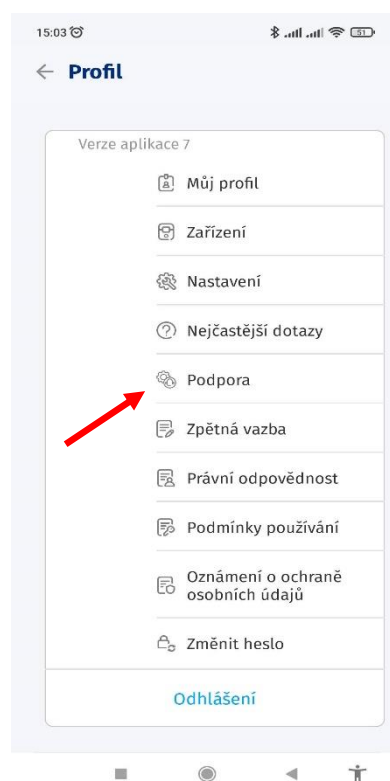 15:03
51
Profil
Verze aplikace 7
Můj profil
Zařízení
Nastavení
Nejčastější dotazy
Podpora
Zpětná vazba
Právní odpovědnost
Podmínky používání
Oznámení o ochraně
osobních údajů
Změnit heslo
Odhlášení